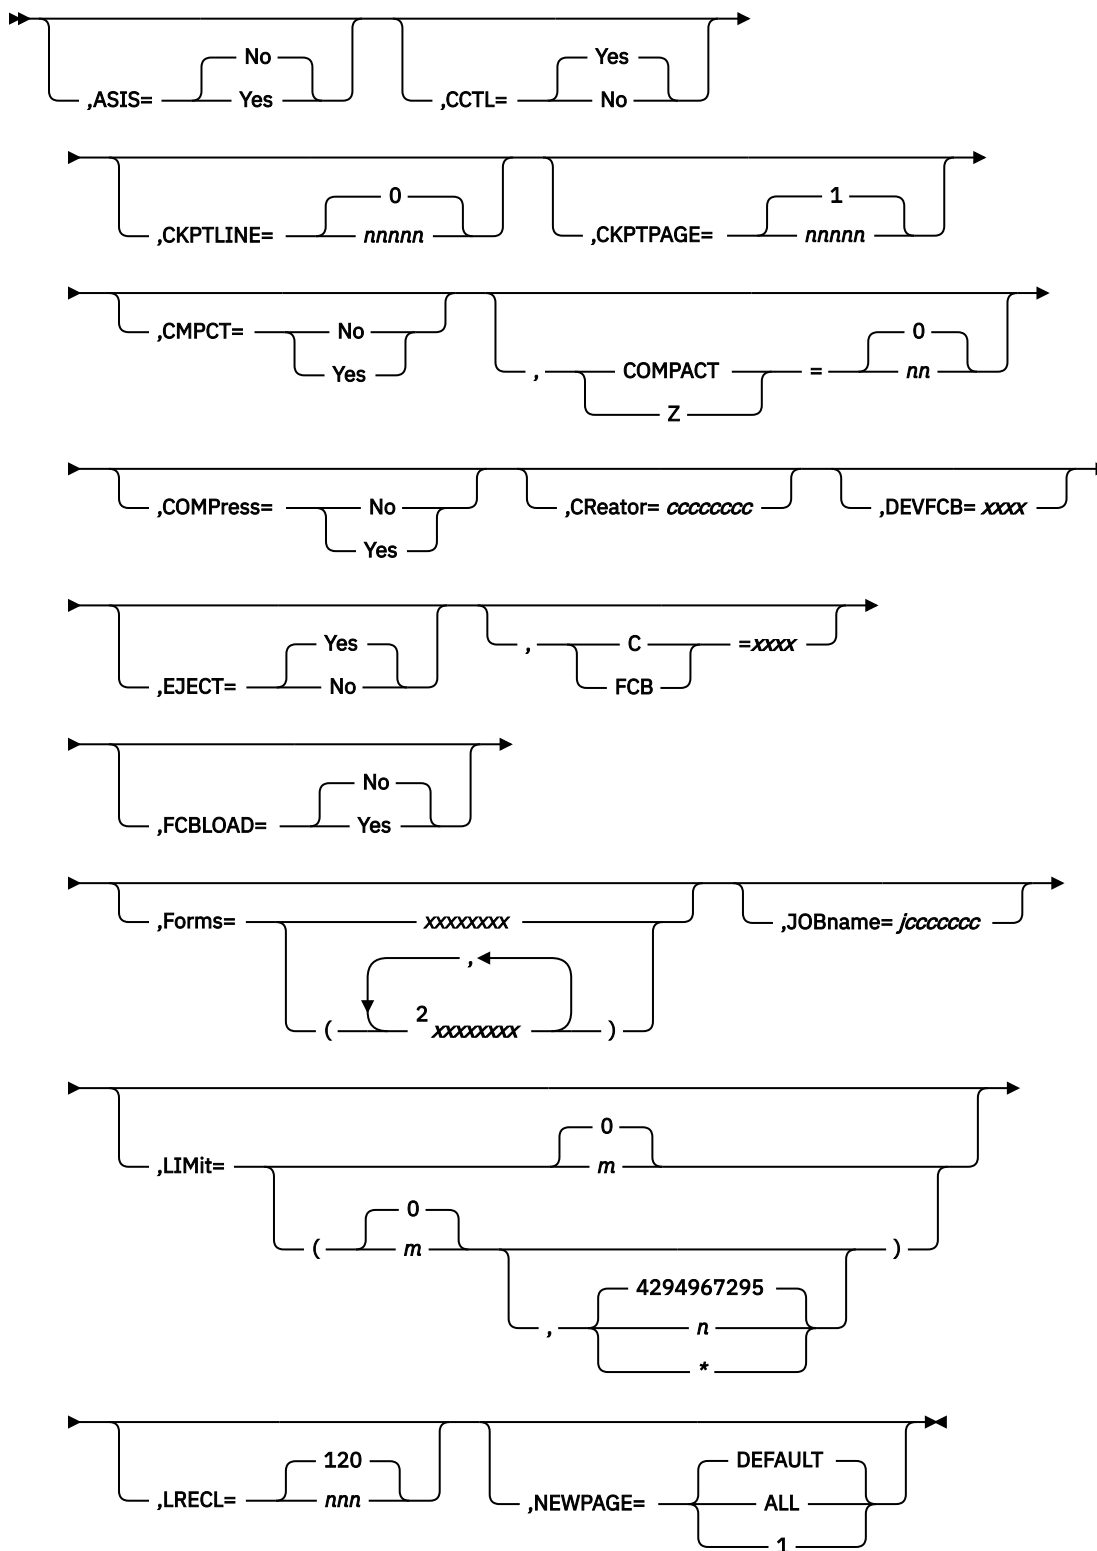 No
,ASIS= Yes
Yes
,CCTL= No
0
,CKPTLINE= nnnnn
1
,CKPTPAGE= nnnnn
,CMPCT= No
Yes
0
, COMPACT = nn
Z
,COMPress= No
Yes
,CReator= cccccccc
,DEVFCB= xxxx
Yes
,EJECT= No
, C =xxxx
FCB
No
,FCBLOAD= Yes
,Forms= xxxxxxxx
,
( 2 xxxxxxxx )
,JOBname= jccccccc
0
,LIMit= m
0
( m )
4294967295
, n
*
120
,LRECL= nnn
DEFAULT
,NEWPAGE= ALL
1